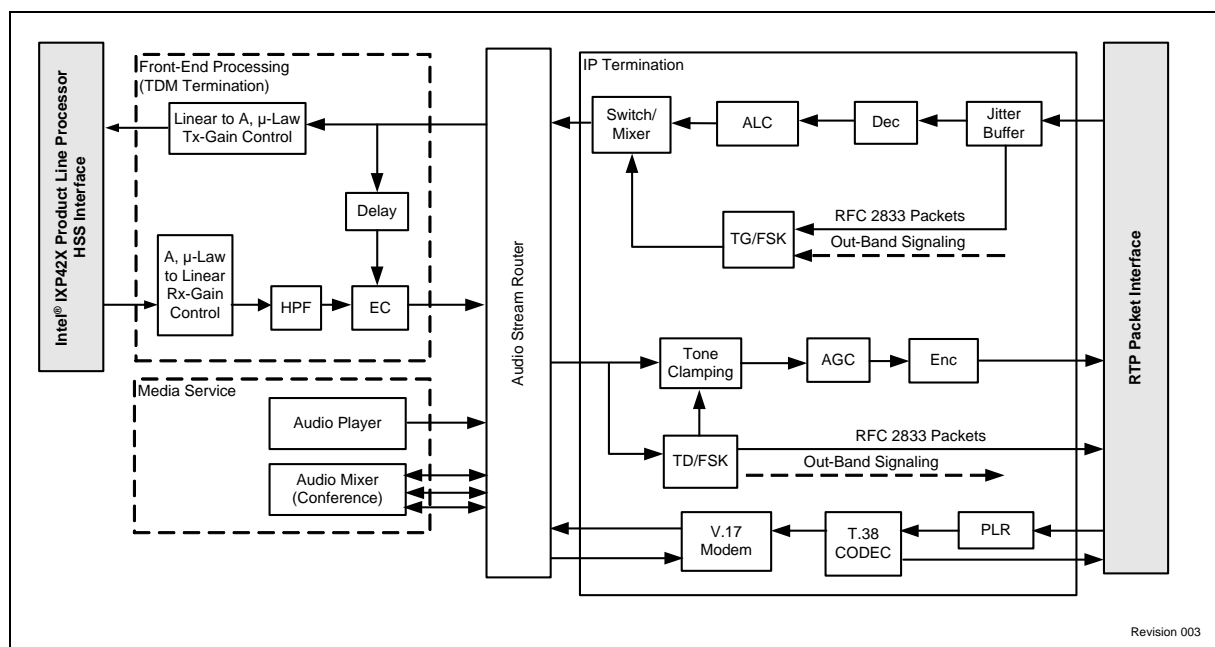 Intel® IXP42X Product Line Processor
HSS Interface
Front-End Processing
(TDM Termination)
Linear to A, µ-Law
Tx-Gain Control
Delay
A, µ-Law
to Linear
Rx-Gain
Control
HPF
EC
Media Service
Audio Player
Audio Mixer
(Conference)
Audio Stream Router
IP Termination
Switch/
Mixer
ALC
Dec
Jitter
Buffer
TG/FSK
RFC 2833 Packets
Out-Band Signaling
Tone
Clamping
AGC
Enc
TD/FSK
RFC 2833 Packets
Out-Band Signaling
V.17
Modem
T.38
CODEC
PLR
RTP Packet Interface
Revision 003